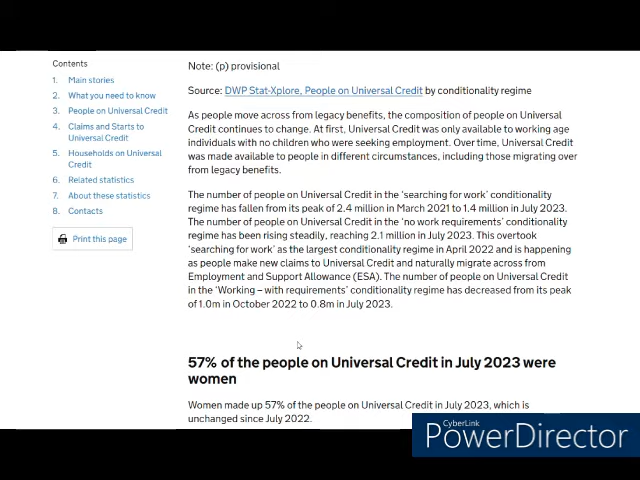 Contents
1. Main stories
2. What you need to know
3. People on Universal Credit
4. Claims and Starts to
Universal Credit
5. Households on Universal
Credit
6. Related statistics
7. About these statistics
8. Contacts
Print this page
Note: (p) provisional
Source: DWP Stat-Xplore, People on Universal Credit by conditionality regime
As people move across from legacy benefits, the composition of people on Universal
Credit continues to change. At first, Universal Credit was only available to working age
individuals with no children who were seeking employment. Over time, Universal Credit
was made available to people in different circumstances, including those migrating over
from legacy benefits.
The number of people on Universal Credit in the ‘searching for work’ conditionality
regime has fallen from its peak of 2.4 million in March 2021 to 1.4 million in July 2023.
The number of people on Universal Credit in the ‘no work requirements’ conditionality
regime has been rising steadily, reaching 2.1 million in July 2023. This overtook
‘searching for work’ as the largest conditionality regime in April 2022 and is happening
as people make new claims to Universal Credit and naturally migrate across from
Employment and Support Allowance (ESA). The number of people on Universal Credit
in the ‘Working – with requirements’ conditionality regime has decreased from its peak
of 1.0m in October 2022 to 0.8m in July 2023.
57% of the people on Universal Credit in July 2023 were
women
Women made up 57% of the people on Universal Credit in July 2023, which is
unchanged since July 2022.
CyberLink
PowerDirector